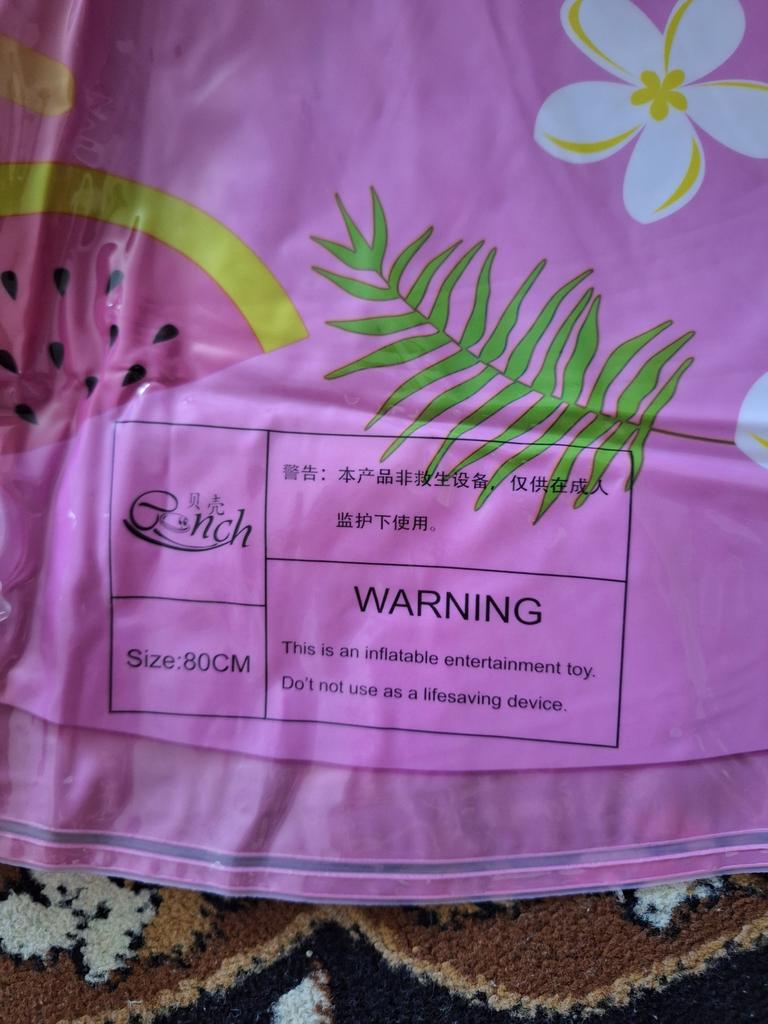 贝壳
Conch
警告：本产品非救生设备，仅供在成人
监护下使用。
Size:80CM
WARNING
This is an inflatable entertainment toy.
Do't not use as a lifesaving device.